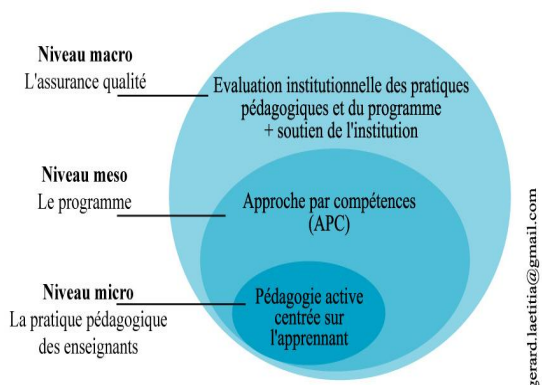 Niveau macro
L'assurance qualité
Evaluation institutionnelle des pratiques
pédagogiques et du programme
+ soutien de l'institution
Niveau meso
Le programme
Approche par compétences
(APC)
Niveau micro
La pratique pédagogique
des enseignants
Pédagogie active
centrée sur
l'apprennant
gerard.laetitia@gmail.com